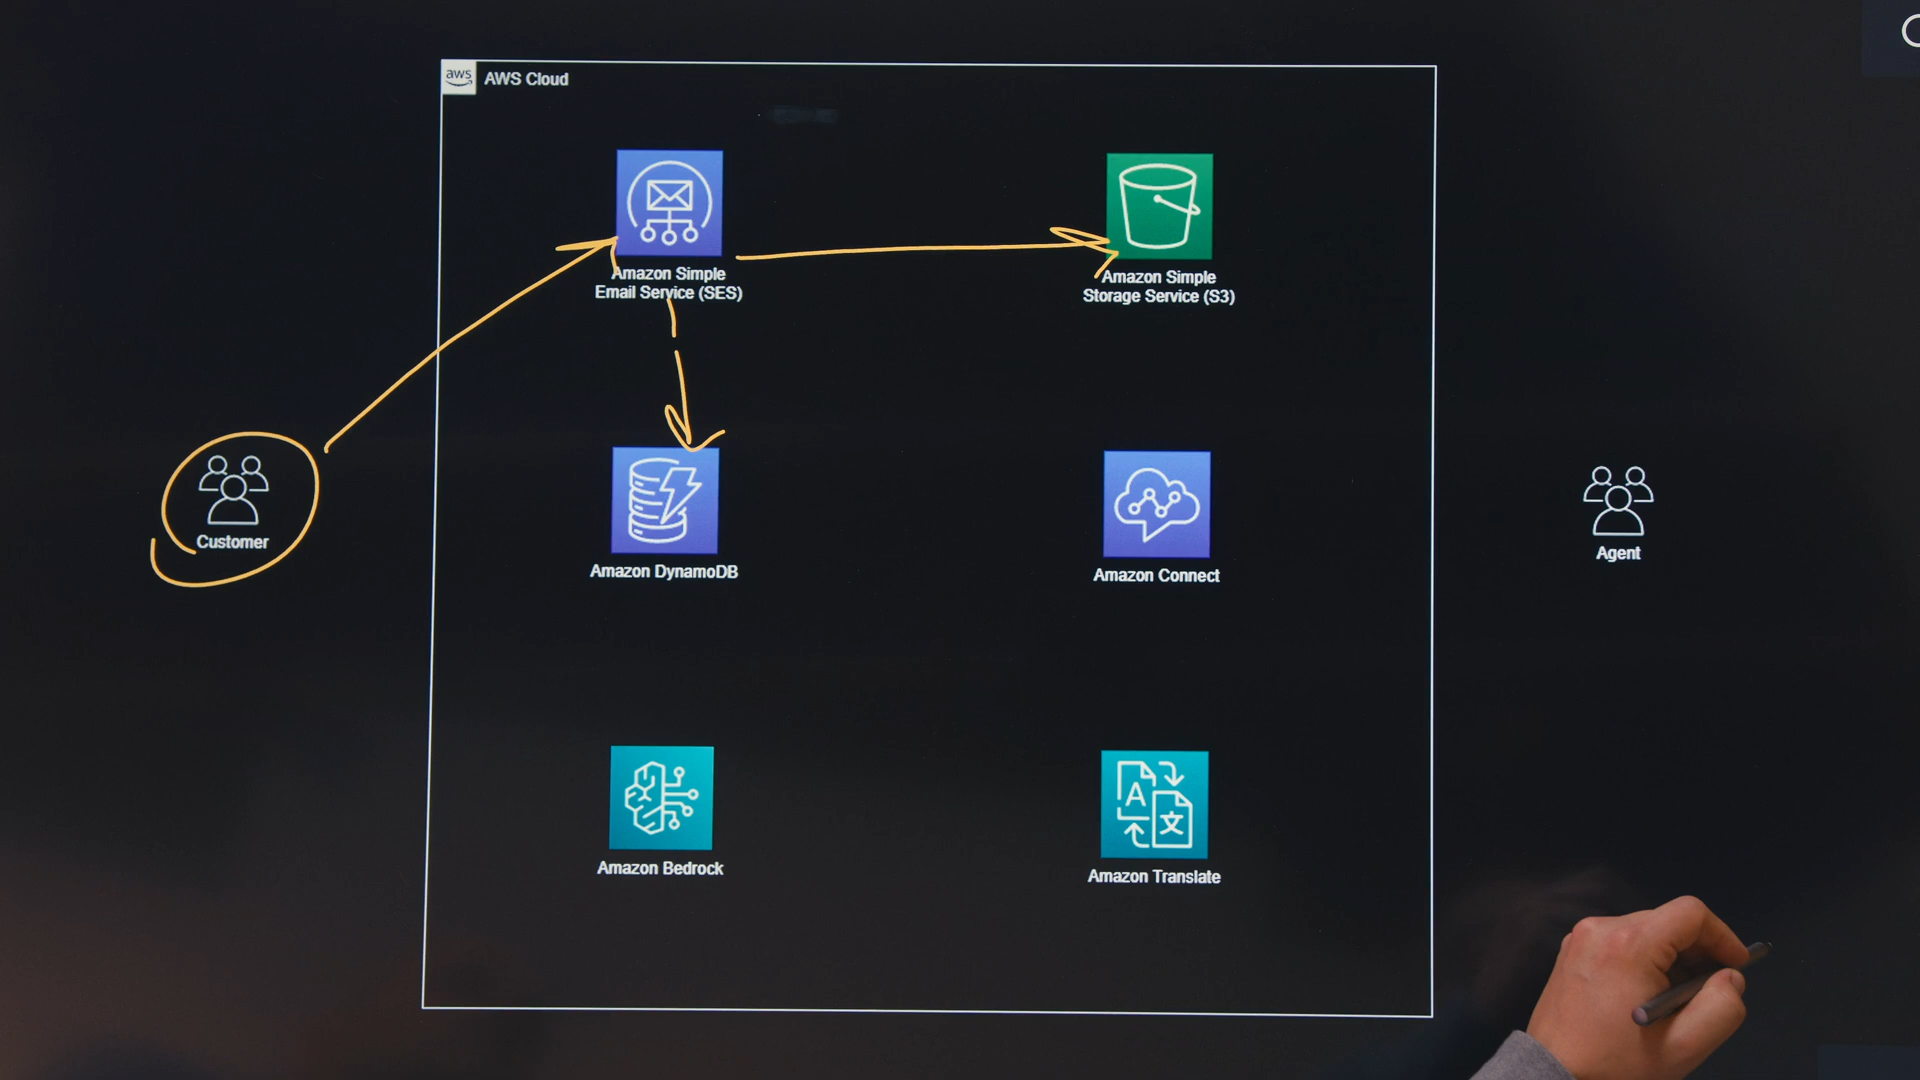 aws
AWS Cloud
Amazon Simple
Email Service (SES)
Amazon Simple
Storage Service (S3)
Customer
Amazon DynamoDB
Amazon Connect
Agent
A
文
Amazon Bedrock
Amazon Translate